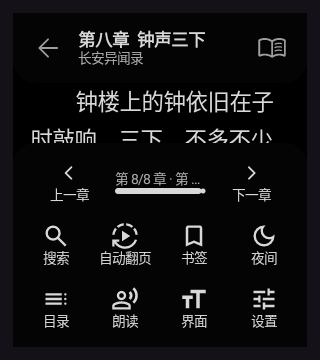 第八章 钟声三下
长安异闻录
钟楼上的钟依旧在子
时敲响，三下，不多不少
第 8/8 章 · 第 ...
上一章 下一章
搜索 自动翻页 书签 夜间
目录 朗读 界面 设置